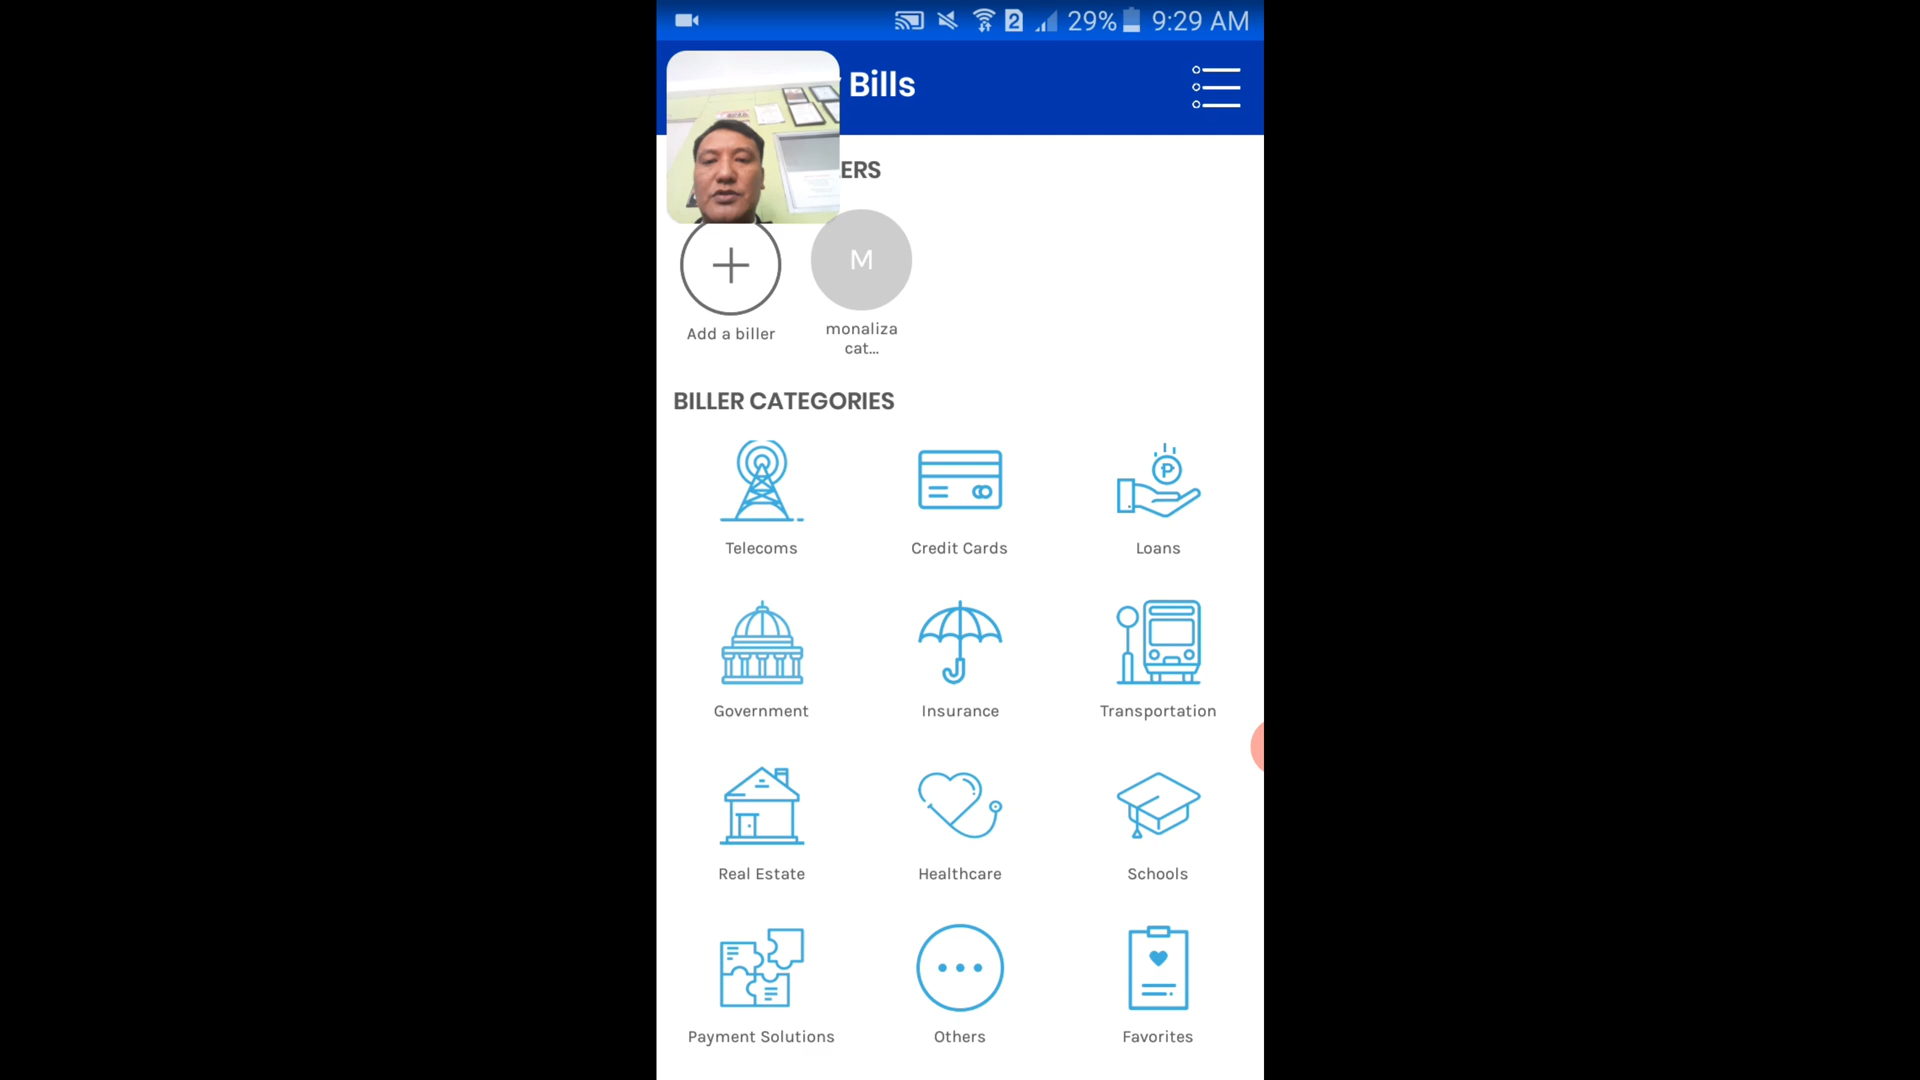 2 29% 9:29 AM
Bills
ERS
M
Add a biller
monaliza
cat...
BILLER CATEGORIES
Telecoms
Credit Cards
Loans
Government
Insurance
Transportation
Real Estate
Healthcare
Schools
Payment Solutions
Others
Favorites